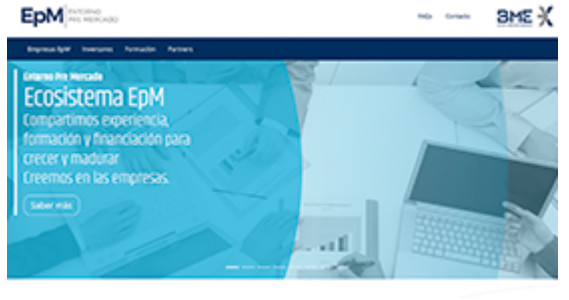 EpM ENTORNO
PRE MERCADO
FAQs Contacto
BME X
Empresas EpM Inversores Formación Partners
Entorno Pre Mercado
Ecosistema EpM
Compartimos experiencia,
formación y financiación para
crecer y madurar
Creemos en las empresas.
Saber más